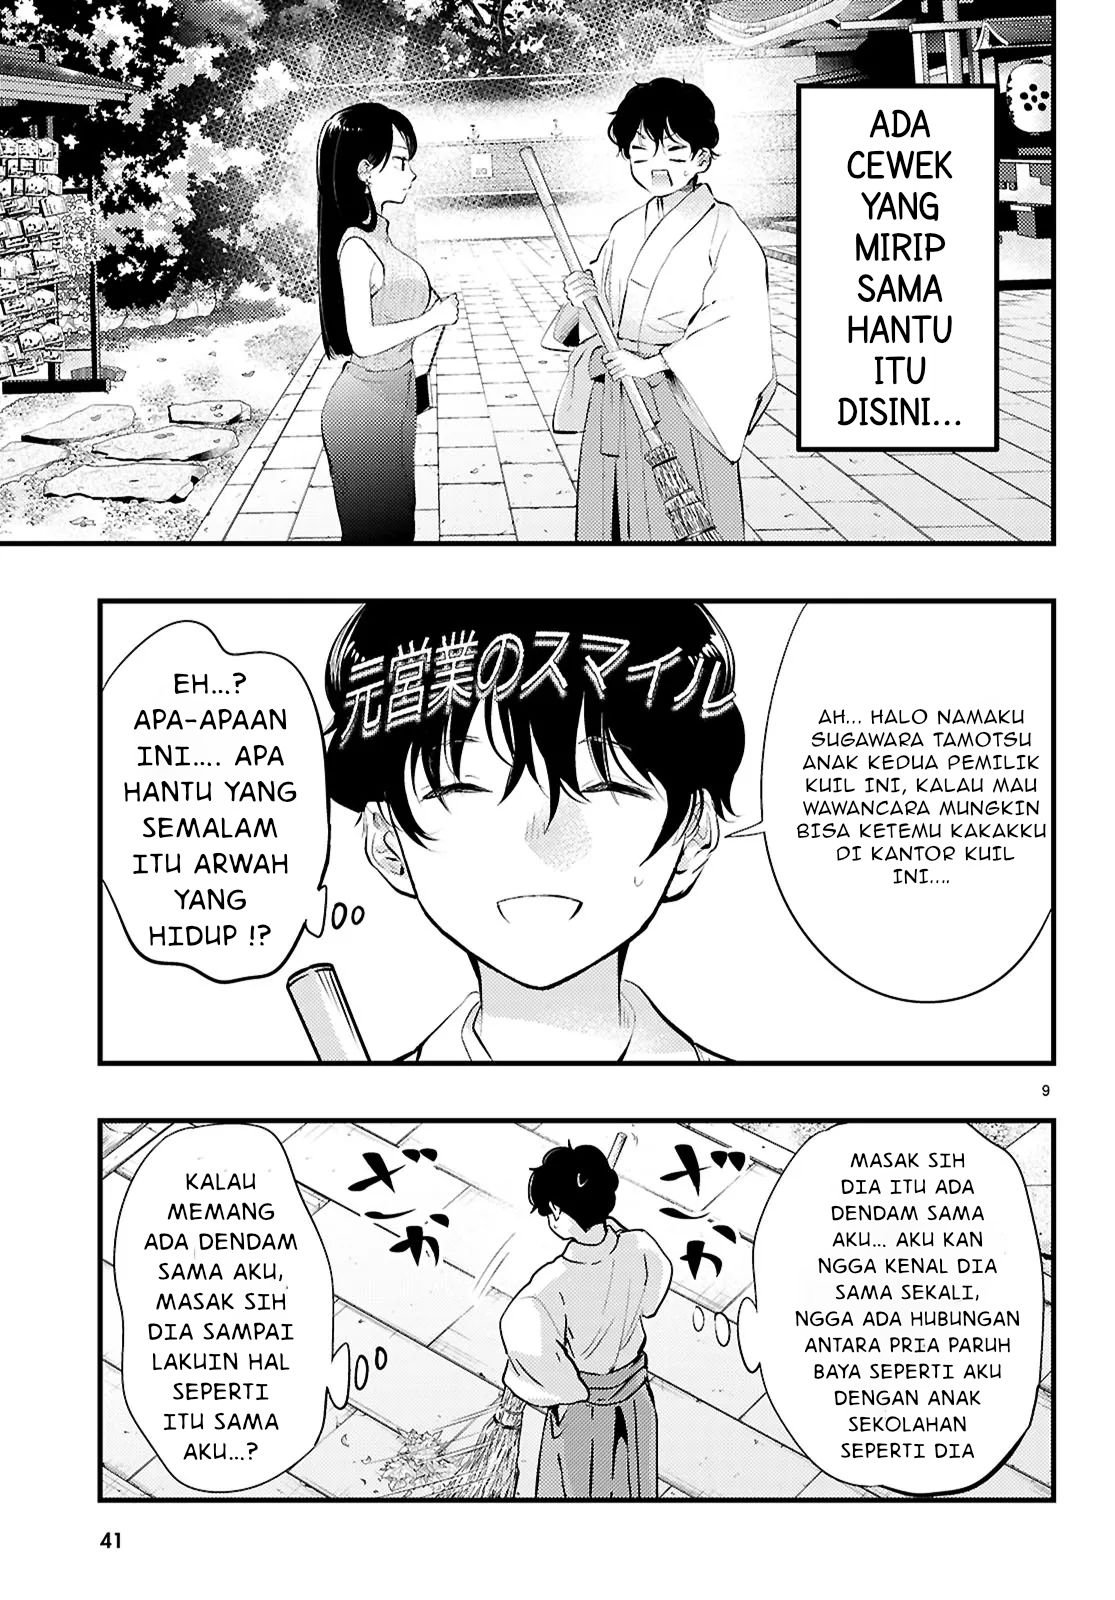 ADA
CEWEK
YANG
MIRIP
SAMA
HANTU
ITU
DISINI...
AH... HALO NAMAKU
SUGAWARA TAMOTSU
ANAK KEDUA PEMILIK
KUIL INI, KALAU MAU
WAWANCARA MUNGKIN
BISA KETEMU KAKAKKU
DI KANTOR KUIL
INI....
元営業のスマイル
EH...?
APA-APAAN
INI.... APA
HANTU YANG
SEMALAM
ITU ARWAH
YANG
HIDUP !?
9
MASAK SIH
DIA ITU ADA
DENDAM SAMA
AKU... AKU KAN
NGGA KENAL DIA
SAMA SEKALI,
NGGA ADA HUBUNGAN
ANTARA PRIA PARUH
BAYA SEPERTI AKU
DENGAN ANAK
SEKOLAHAN
SEPERTI DIA
ざっ
ざっ
KALAU
MEMANG
ADA DENDAM
SAMA AKU,
MASAK SIH
DIA SAMPAI
LAKUIN HAL
SEPERTI
ITU SAMA
AKU...?
41